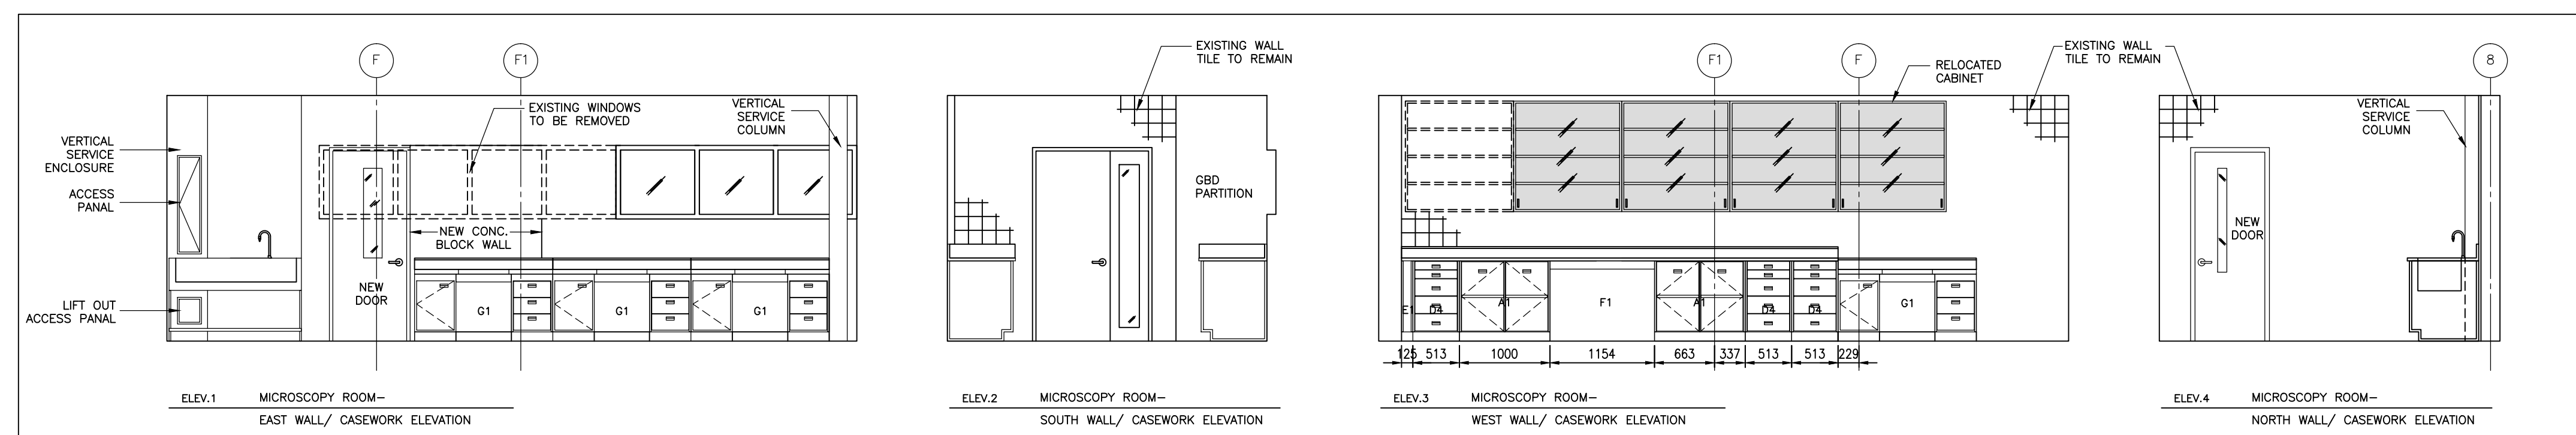 F
F1
EXISTING WINDOWS
TO BE REMOVED
VERTICAL
SERVICE
COLUMN
VERTICAL
SERVICE
ENCLOSURE
ACCESS
PANAL
LIFT OUT
ACCESS PANAL
NEW CONC.
BLOCK WALL
NEW
DOOR
G1
G1
G1
ELEV.1 MICROSCOPY ROOM–
EAST WALL/ CASEWORK ELEVATION
EXISTING WALL
TILE TO REMAIN
GBD
PARTITION
ELEV.2 MICROSCOPY ROOM–
SOUTH WALL/ CASEWORK ELEVATION
F1
F
RELOCATED
CABINET
EXISTING WALL
TILE TO REMAIN
E1 D4 A1 F1 A1 D4 D4 G1
125 513 1000 1154 663 337 513 513 229
ELEV.3 MICROSCOPY ROOM–
WEST WALL/ CASEWORK ELEVATION
8
VERTICAL
SERVICE
COLUMN
NEW
DOOR
ELEV.4 MICROSCOPY ROOM–
NORTH WALL/ CASEWORK ELEVATION